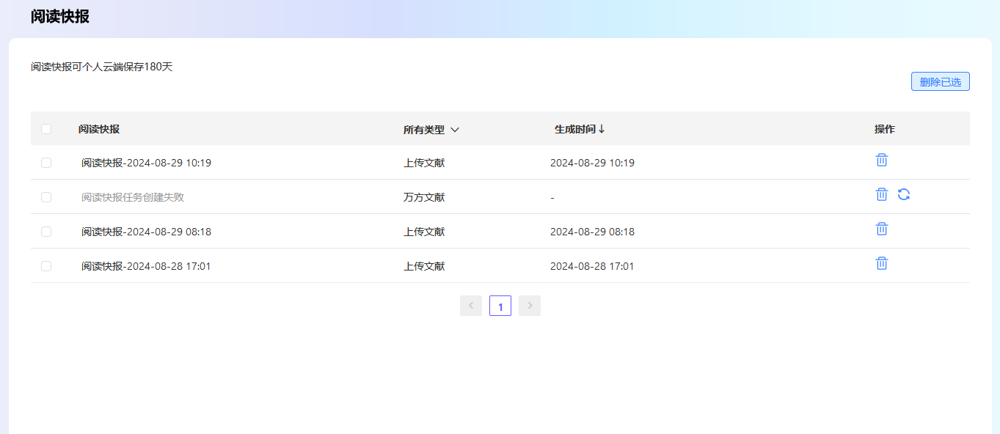 阅读快报
阅读快报可个人云端保存180天
删除已选
阅读快报 所有类型 生成时间↓ 操作
阅读快报-2024-08-29 10:19 上传文献 2024-08-29 10:19
阅读快报任务创建失败 万方文献 -
阅读快报-2024-08-29 08:18 上传文献 2024-08-29 08:18
阅读快报-2024-08-28 17:01 上传文献 2024-08-28 17:01
1